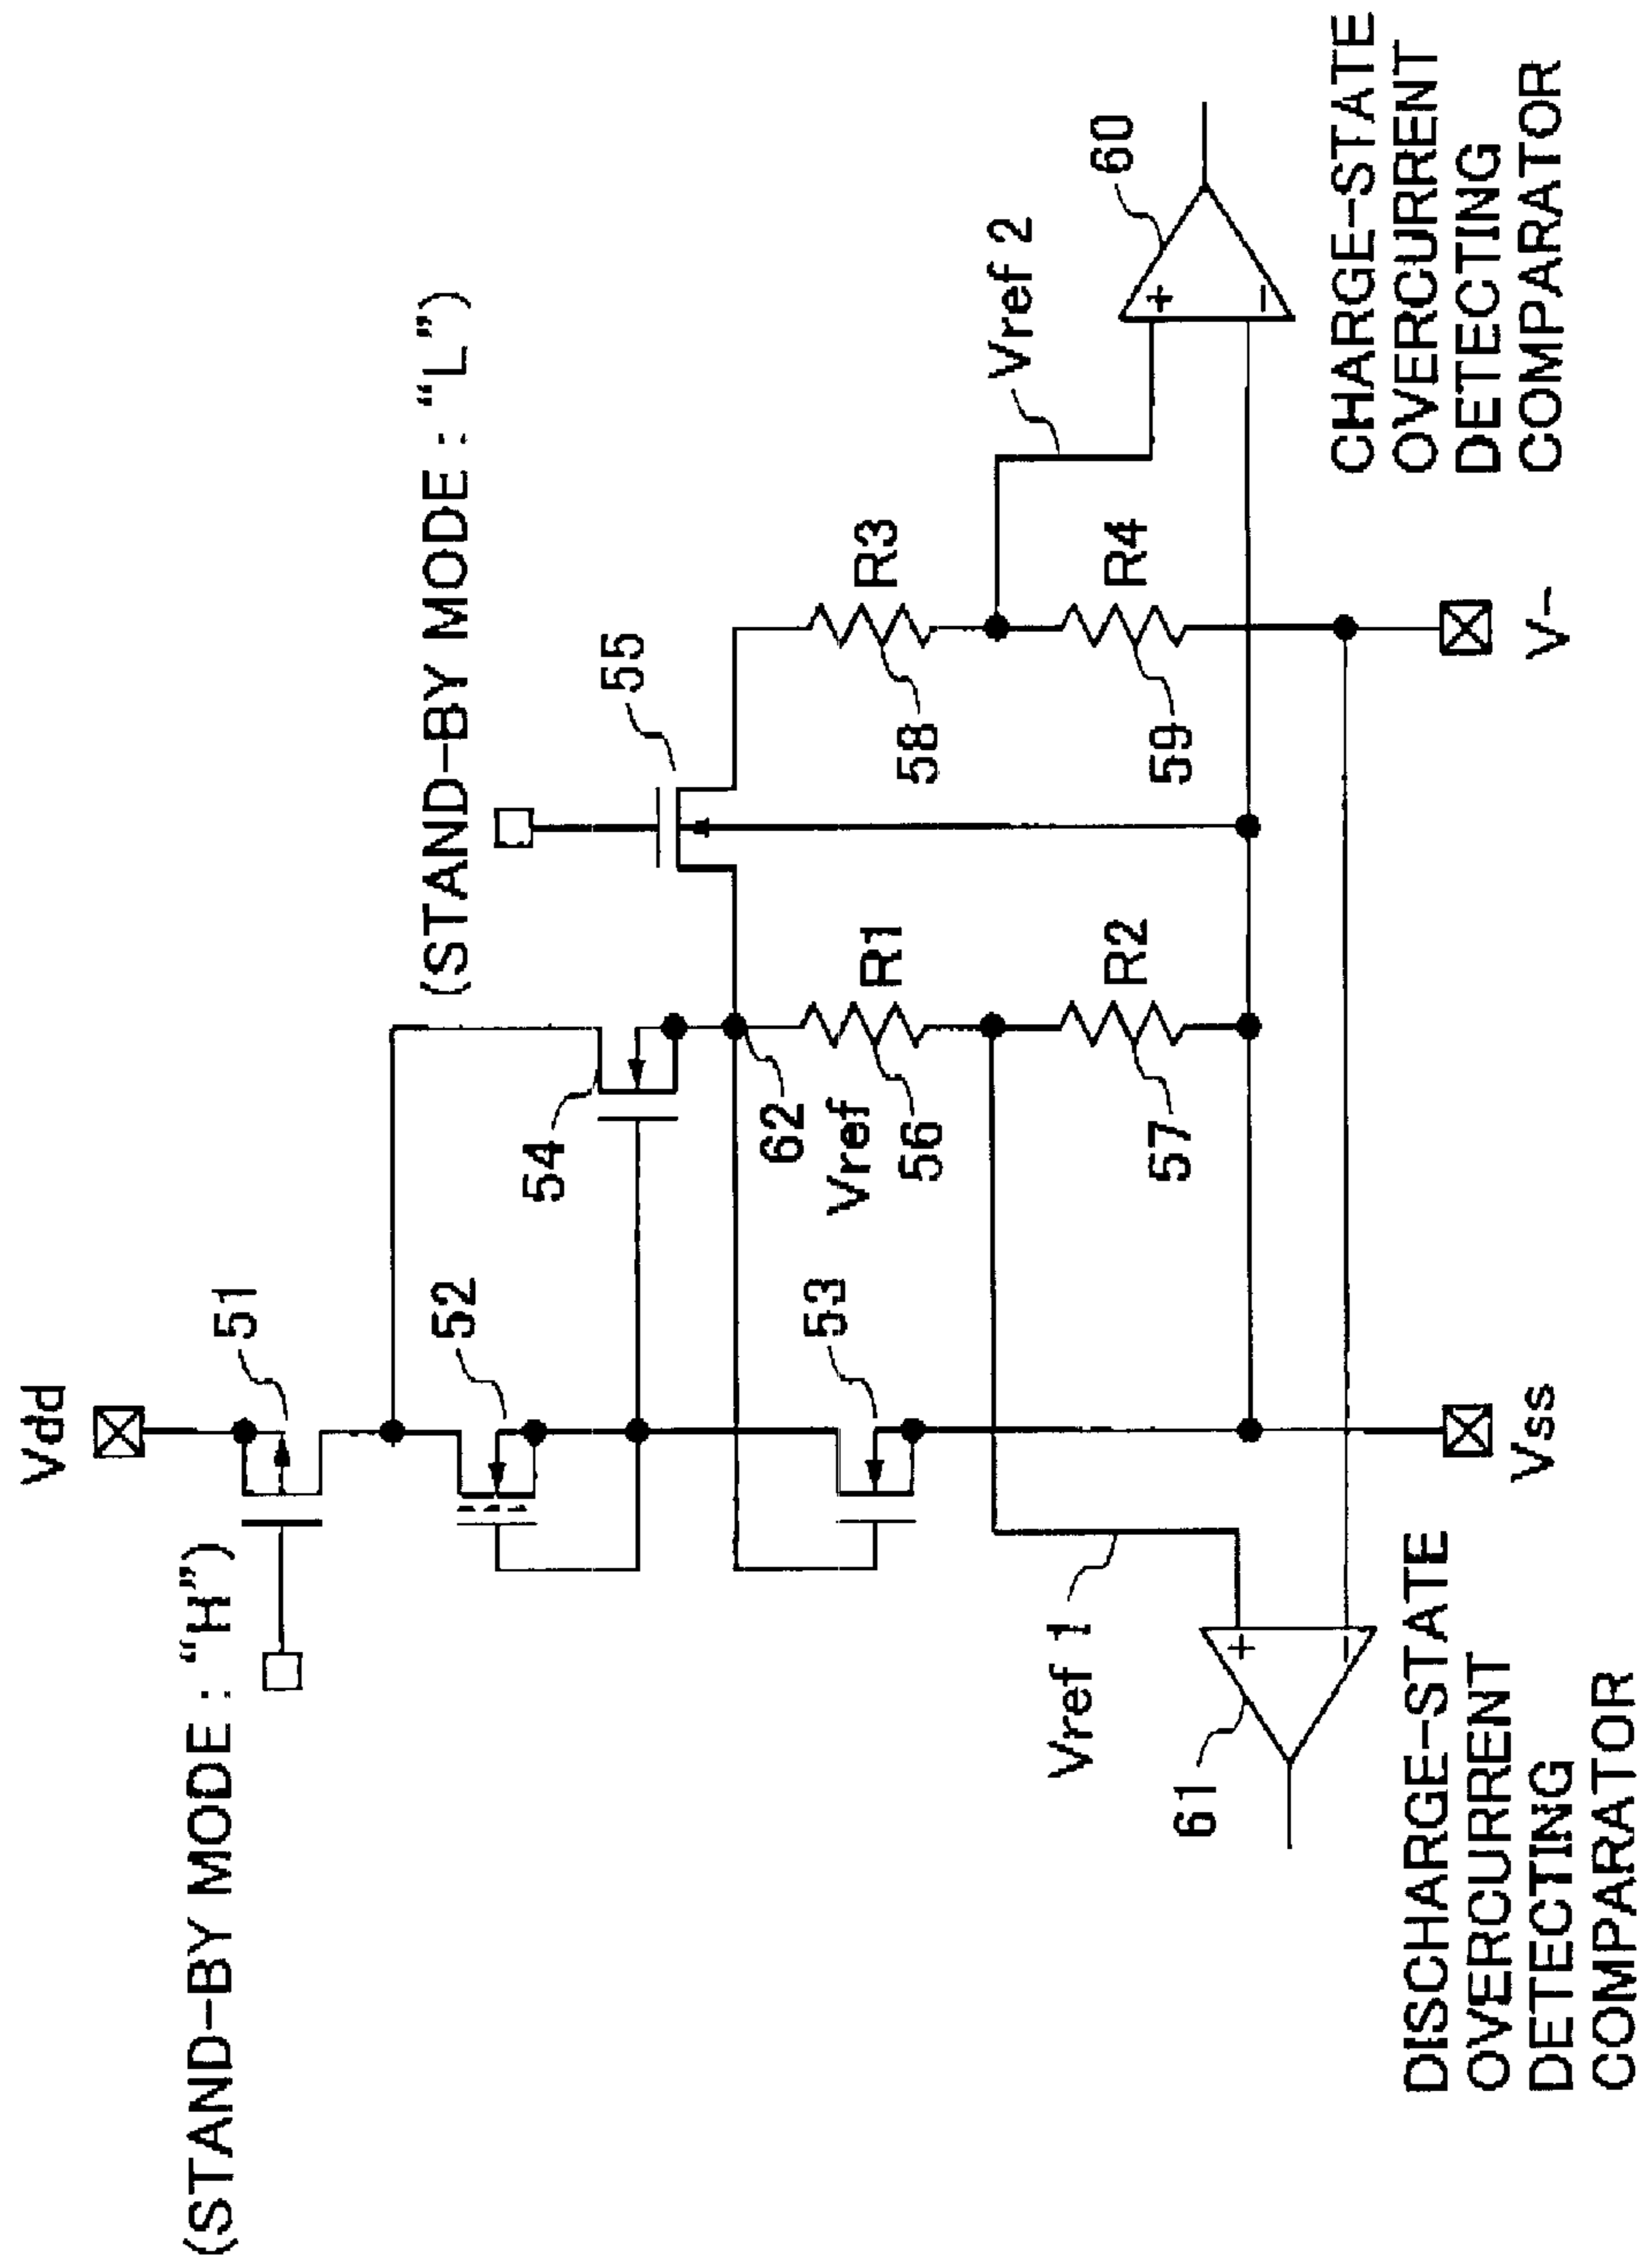 (STAND-BY MODE : “H”)
Vdd
51
52
54
(STAND-BY MODE : “L”)
55
62
Vref
53
R1
56
R3
58
Vref 2
60
+
−
R2
57
R4
59
Vref 1
61
+
−
Vss
V−
DISCHARGE-STATE
OVERCURRENT
DETECTING
COMPARATOR
CHARGE-STATE
OVERCURRENT
DETECTING
COMPARATOR